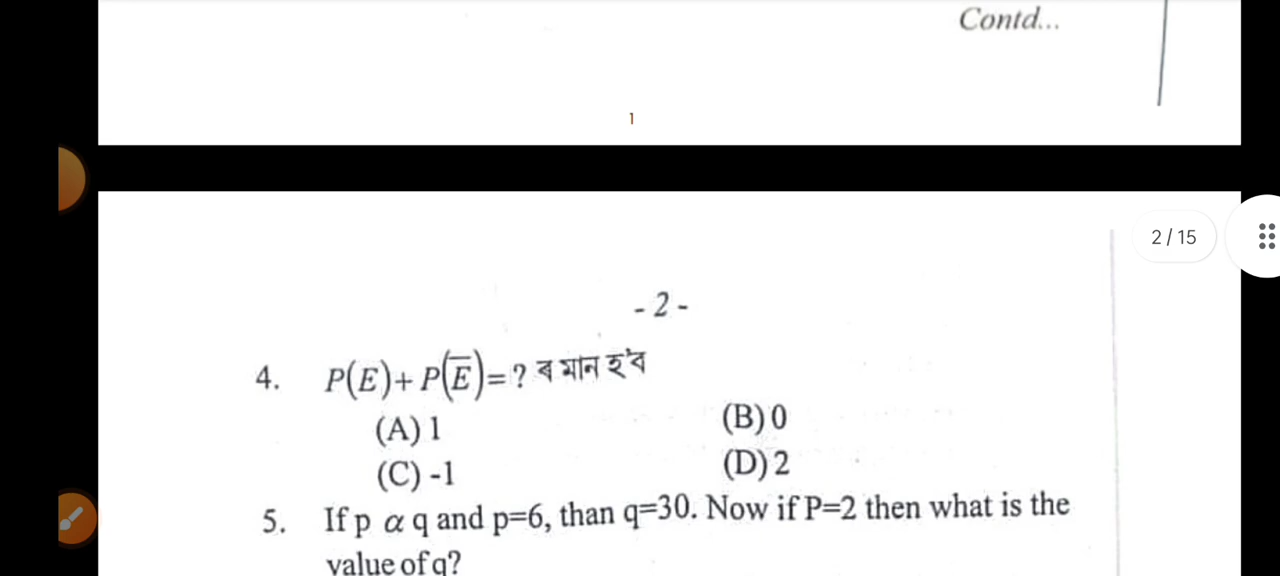 Contd...
1
2 / 15
- 2 -
4. P(E)+ P(E̅)= ? ৰ মান হ'ব
(A) 1 (B) 0
(C) -1 (D) 2
5. If p α q and p=6, than q=30. Now if P=2 then what is the
value of q?